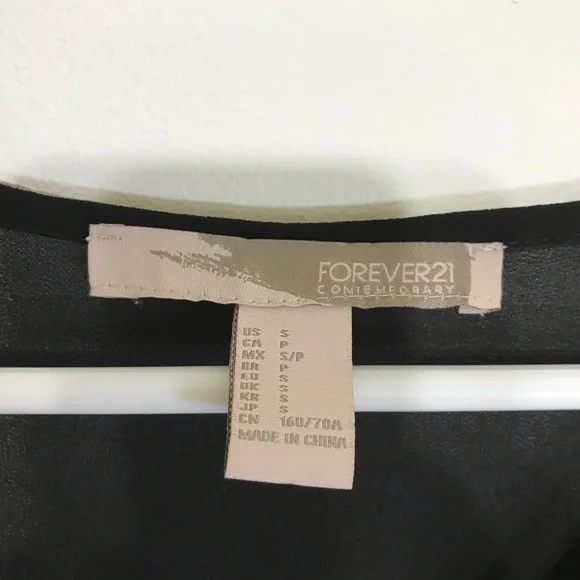 FOREVER21
CONTEMPORARY
US S
CA P
MX S/P
BR P
EU S
UK S
KR S
JP S
CN 160/70A
MADE IN CHINA